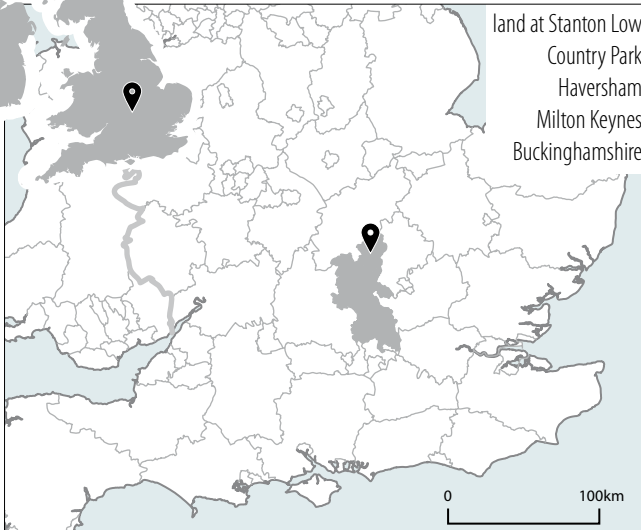 land at Stanton Low
Country Park
Haversham
Milton Keynes
Buckinghamshire
0 100km